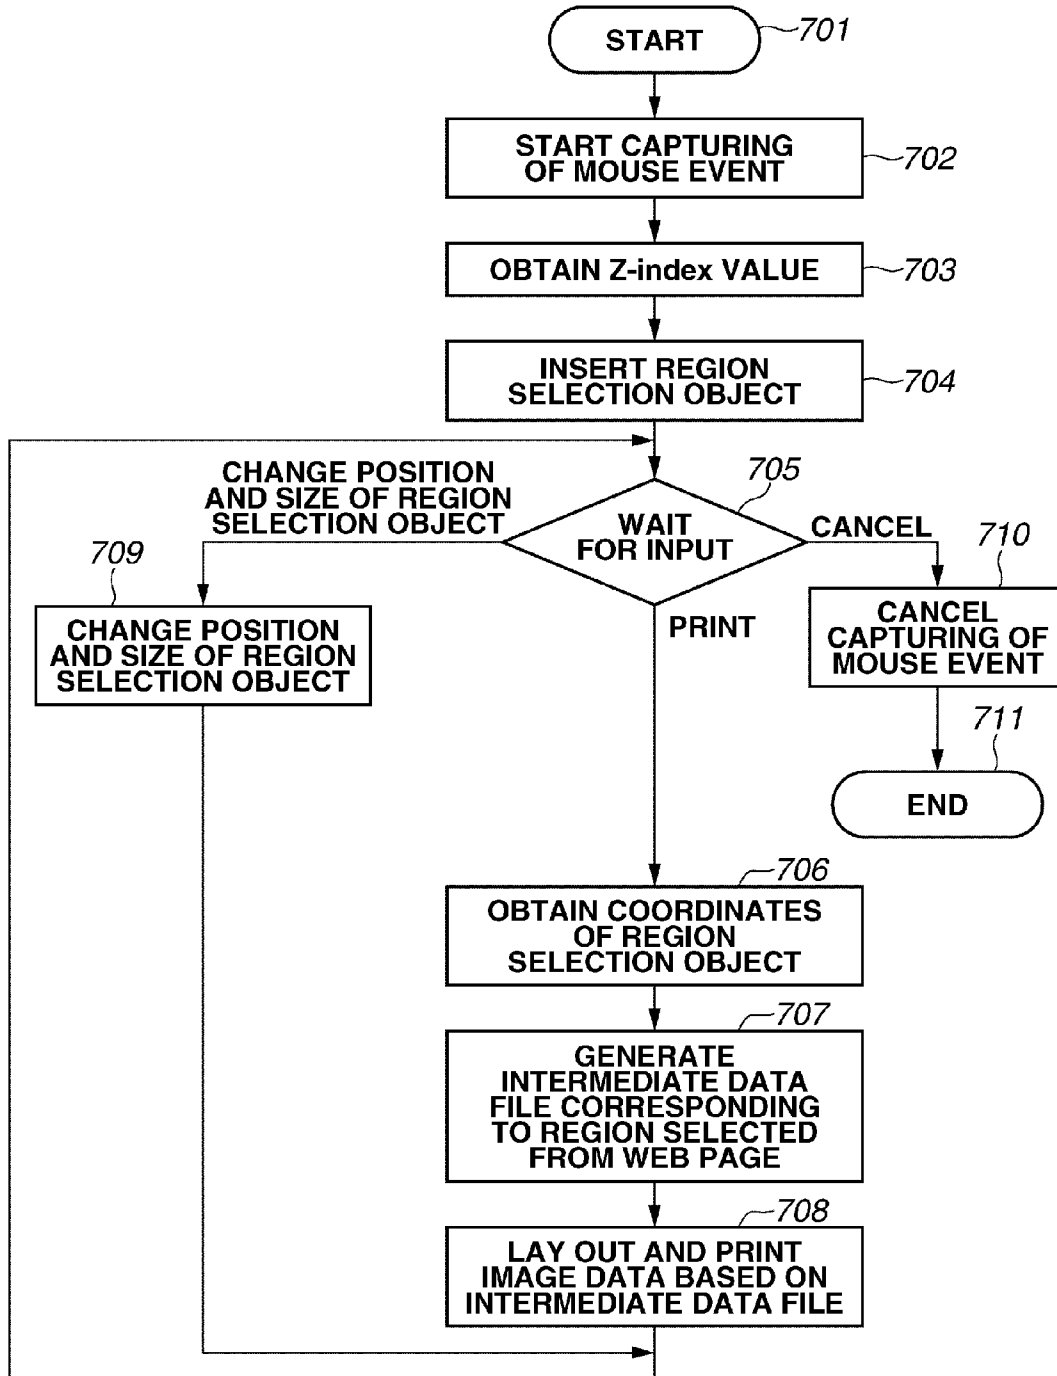 START
701
START CAPTURING
OF MOUSE EVENT
702
OBTAIN Z-index VALUE
703
INSERT REGION
SELECTION OBJECT
704
CHANGE POSITION
AND SIZE OF REGION
SELECTION OBJECT
705
WAIT
FOR INPUT
CANCEL
PRINT
709
CHANGE POSITION
AND SIZE OF REGION
SELECTION OBJECT
710
CANCEL
CAPTURING OF
MOUSE EVENT
711
END
706
OBTAIN COORDINATES
OF REGION
SELECTION OBJECT
707
GENERATE
INTERMEDIATE DATA
FILE CORRESPONDING
TO REGION SELECTED
FROM WEB PAGE
708
LAY OUT AND PRINT
IMAGE DATA BASED ON
INTERMEDIATE DATA FILE